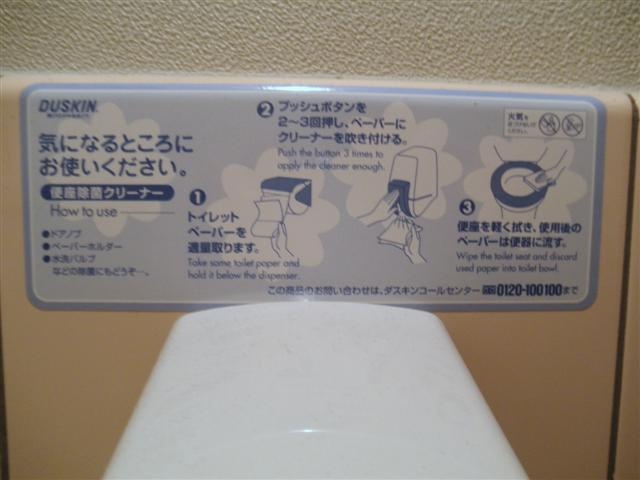 DUSKIN
気になるところに
お使いください。
便座除菌クリーナー
How to use
●ドアノブ
●ペーパーホルダー
●水洗バルブ
などの除菌にもどうぞ…。
1
トイレット
ペーパーを
適量取ります。
Take some toilet paper and
hold it below the dispenser.
2 プッシュボタンを
2〜3回押し、ペーパーに
クリーナーを吹き付ける。
Push the button 3 times to
apply the cleaner enough.
火気を
ください。
3
便座を軽く拭き、使用後の
ペーパーは便器に流す。
Wipe the toilet seat and discard
used paper into toilet bowl.
この商品のお問い合わせは、ダスキンコールセンター 0120-100100まで